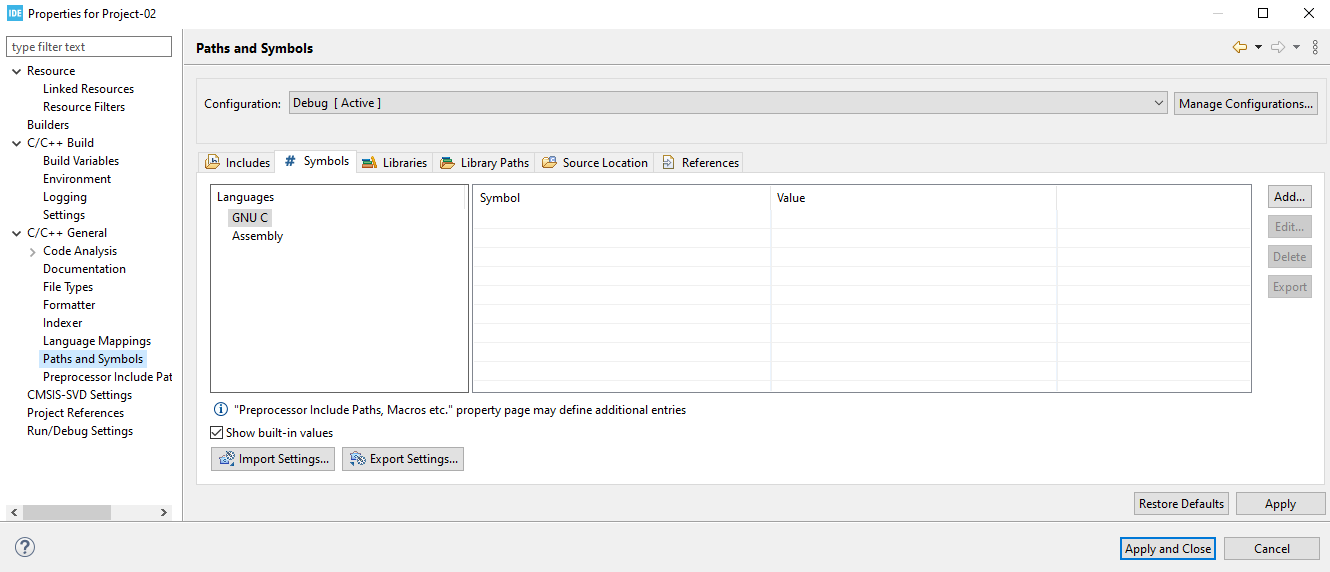 IDE Properties for Project-02
type filter text
Resource
Linked Resources
Resource Filters
Builders
C/C++ Build
Build Variables
Environment
Logging
Settings
C/C++ General
Code Analysis
Documentation
File Types
Formatter
Indexer
Language Mappings
Paths and Symbols
Preprocessor Include Pat
CMSIS-SVD Settings
Project References
Run/Debug Settings
Paths and Symbols
Configuration: Debug [ Active ] Manage Configurations...
Includes # Symbols Libraries Library Paths Source Location References
Languages
GNU C
Assembly
Symbol Value
Add...
Edit...
Delete
Export
"Preprocessor Include Paths, Macros etc." property page may define additional entries
Show built-in values
Import Settings... Export Settings...
Restore Defaults Apply
Apply and Close Cancel